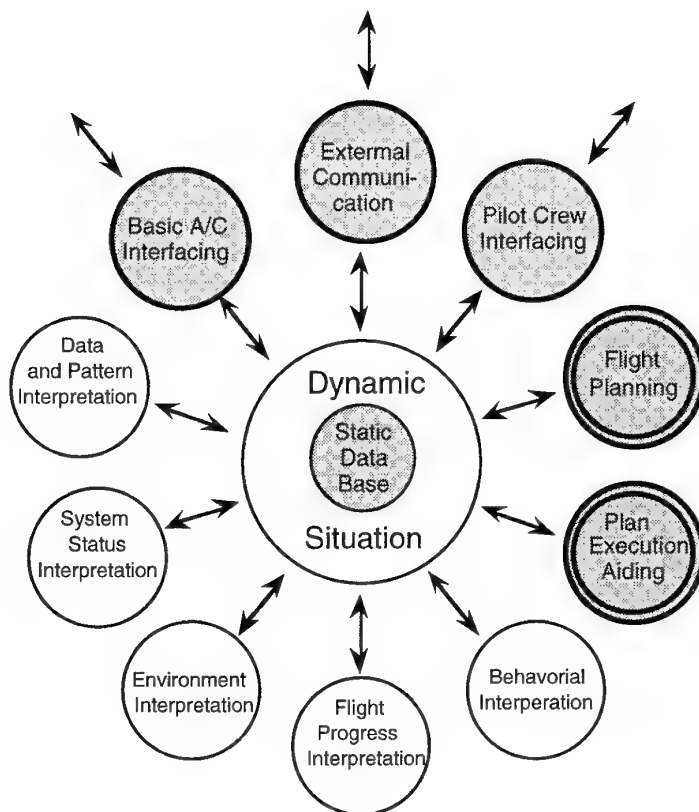 External
Communi-
cation
Basic A/C
Interfacing
Pilot Crew
Interfacing
Data
and Pattern
Interpretation
Dynamic
Static
Data
Base
Situation
Flight
Planning
System
Status
Interpretation
Plan
Execution
Aiding
Environment
Interpretation
Flight
Progress
Interpretation
Behavorial
Interperation